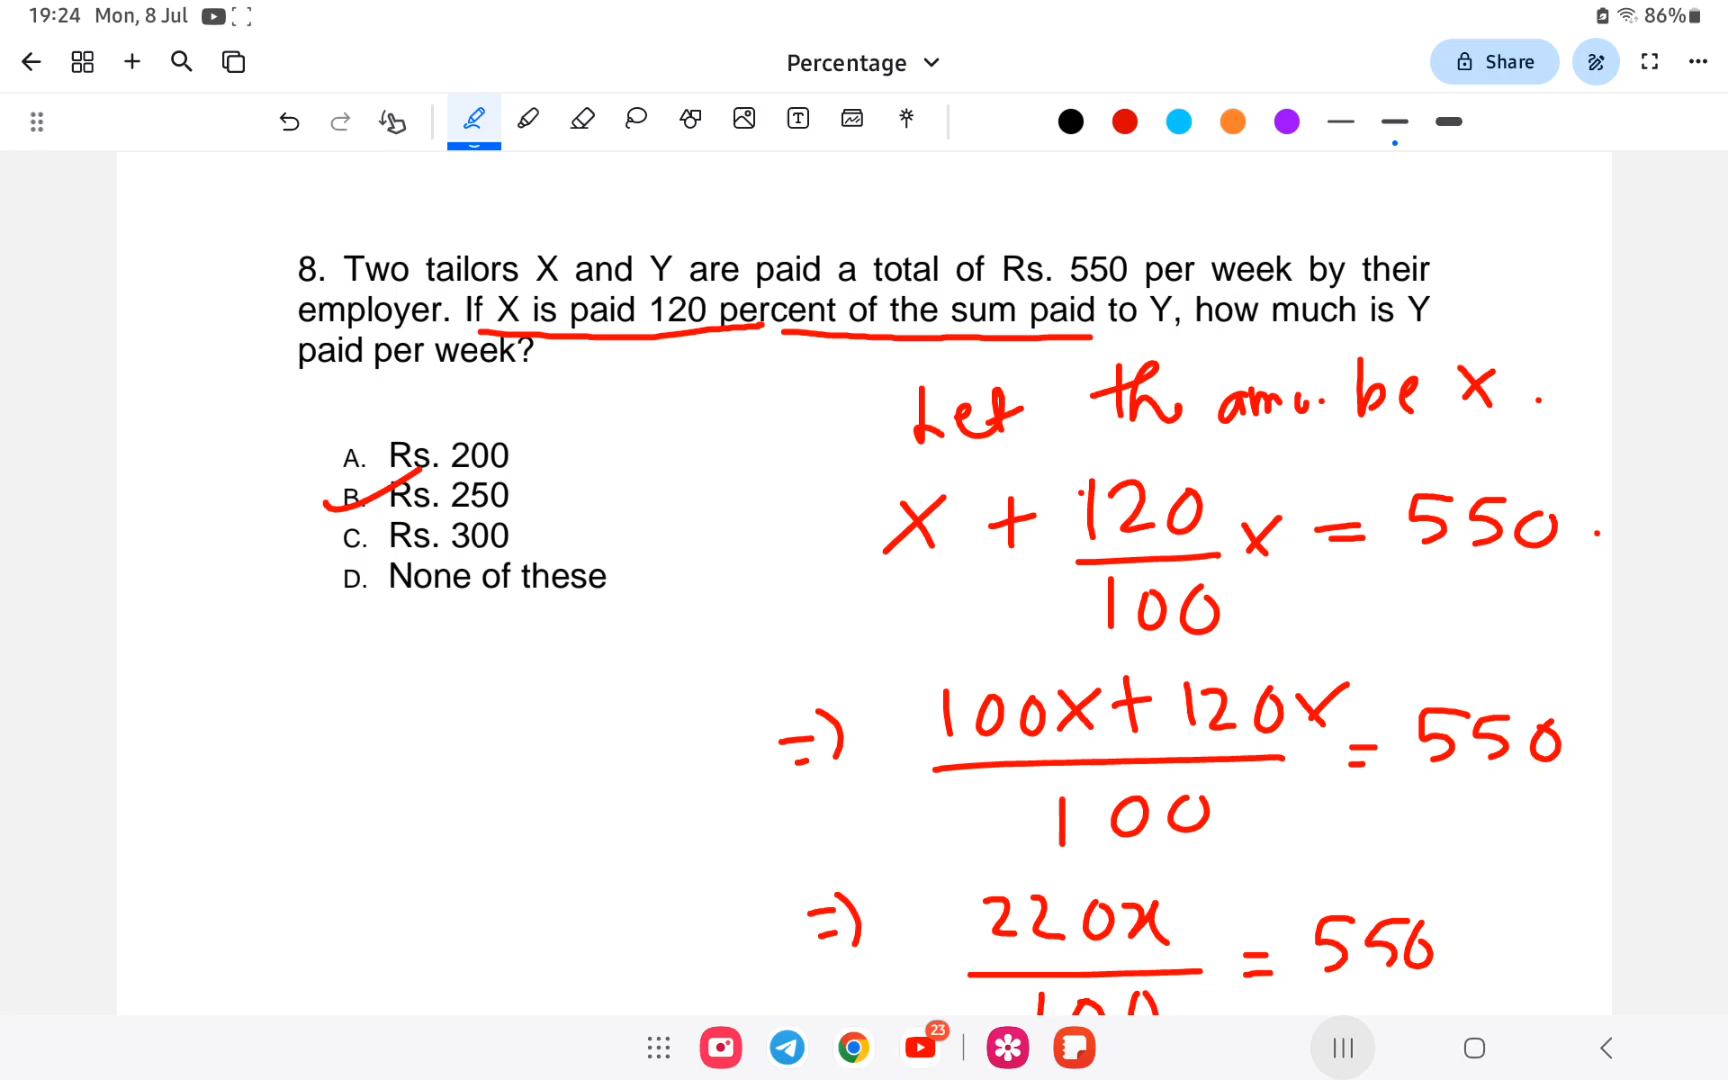 19:24 Mon, 8 Jul
86%
Percentage
Share
8. Two tailors X and Y are paid a total of Rs. 550 per week by their
employer. If X is paid 120 percent of the sum paid to Y, how much is Y
paid per week?
Let the be x.
A. Rs. 200
B. Rs. 250
C. Rs. 300
D. None of these
x + 120/100 x = 550.
=) 100x + 120x / 100 = 550
=) 220x / 100 = 550
23